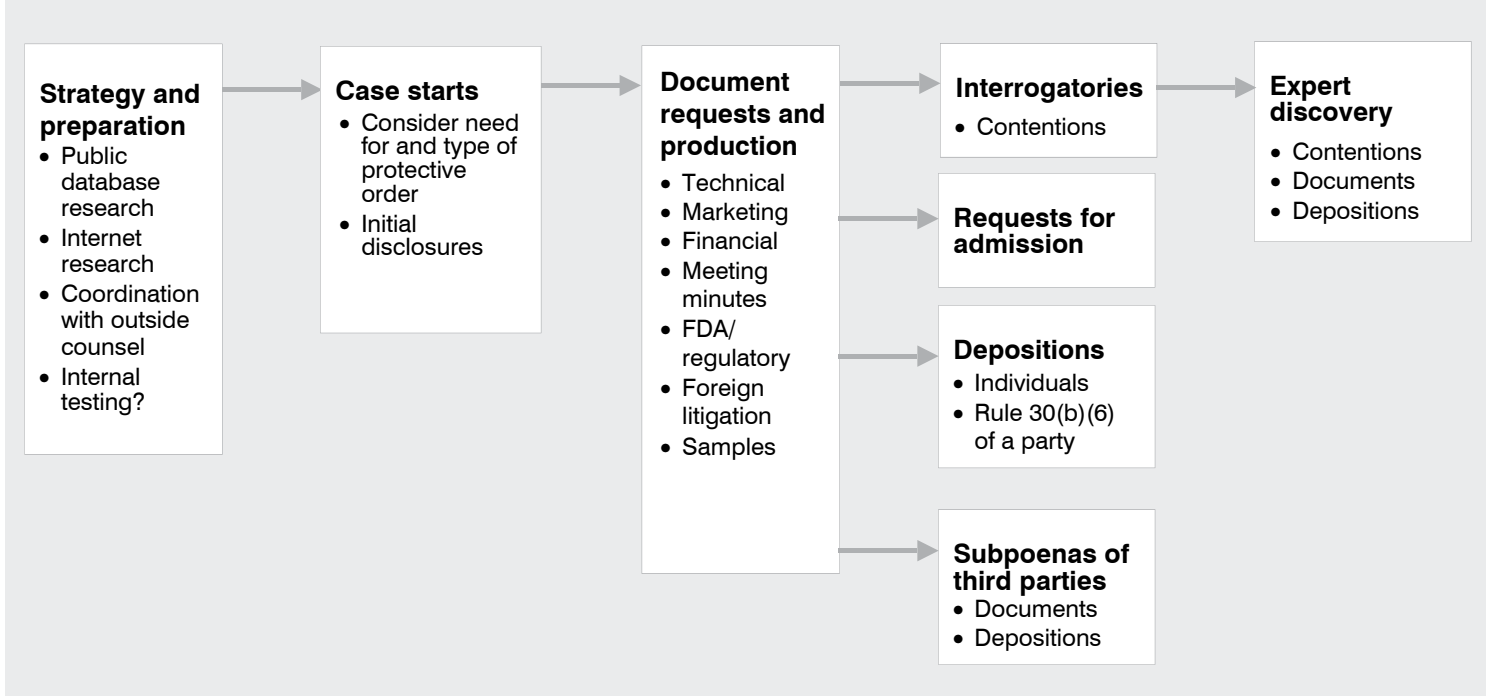 Strategy and
preparation
• Public
database
research
• Internet
research
• Coordination
with outside
counsel
• Internal
testing?
Case starts
• Consider need
for and type of
protective
order
• Initial
disclosures
Document
requests and
production
• Technical
• Marketing
• Financial
• Meeting
minutes
• FDA/
regulatory
• Foreign
litigation
• Samples
Interrogatories
• Contentions
Requests for
admission
Depositions
• Individuals
• Rule 30(b)(6)
of a party
Subpoenas of
third parties
• Documents
• Depositions
Expert
discovery
• Contentions
• Documents
• Depositions